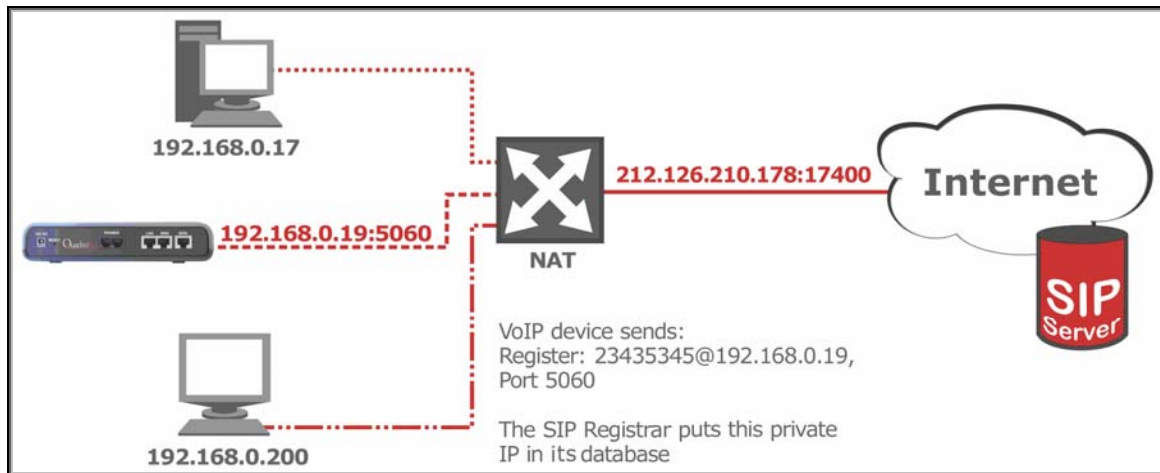 192.168.0.17
212.126.210.178:17400
Internet
192.168.0.19:5060
NAT
SIP
Server
VoIP device sends:
Register: 23435345@192.168.0.19,
Port 5060
The SIP Registrar puts this private
IP in its database
192.168.0.200